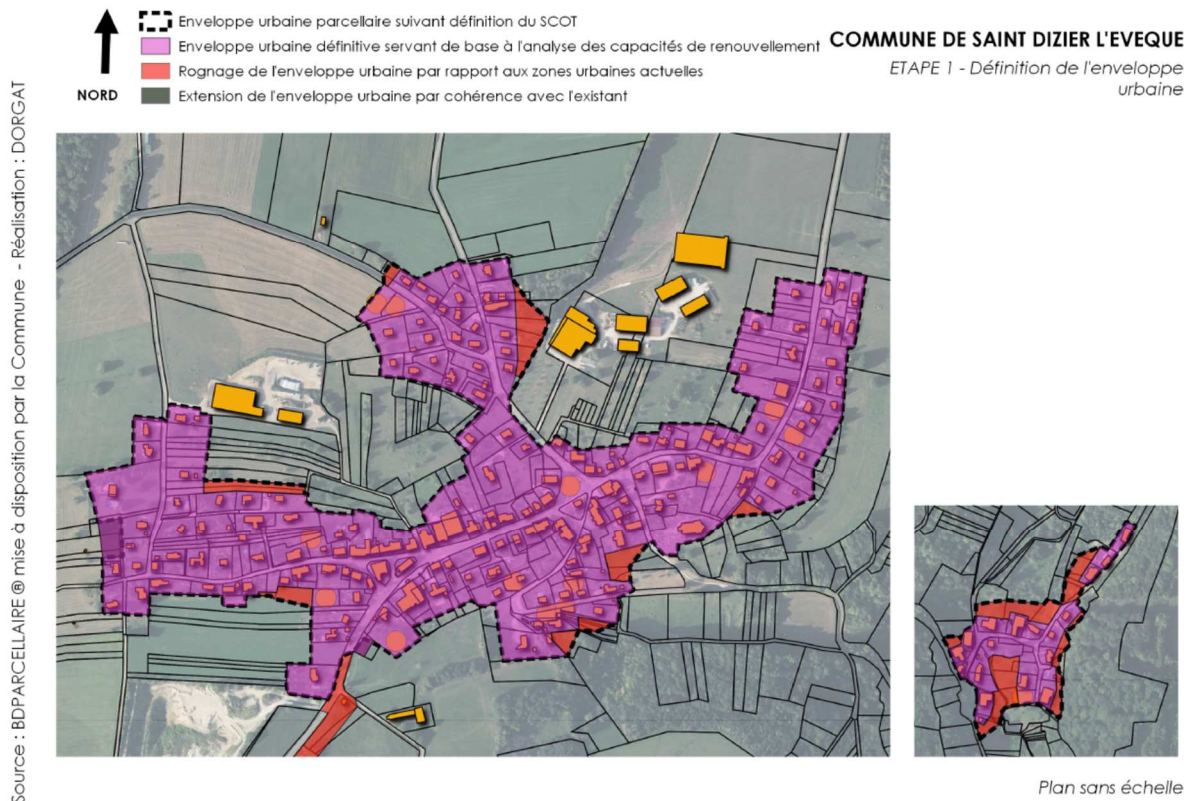 Enveloppe urbaine parcellaire suivant définition du SCOT
Enveloppe urbaine définitive servant de base à l'analyse des capacités de renouvellement
Rognage de l'enveloppe urbaine par rapport aux zones urbaines actuelles
Extension de l'enveloppe urbaine par cohérence avec l'existant
NORD
COMMUNE DE SAINT DIZIER L'EVEQUE
ETAPE 1 - Définition de l'enveloppe
urbaine
Source : BDPARCELLAIRE ® mise à disposition par la Commune - Réalisation : DORGAT
Plan sans échelle